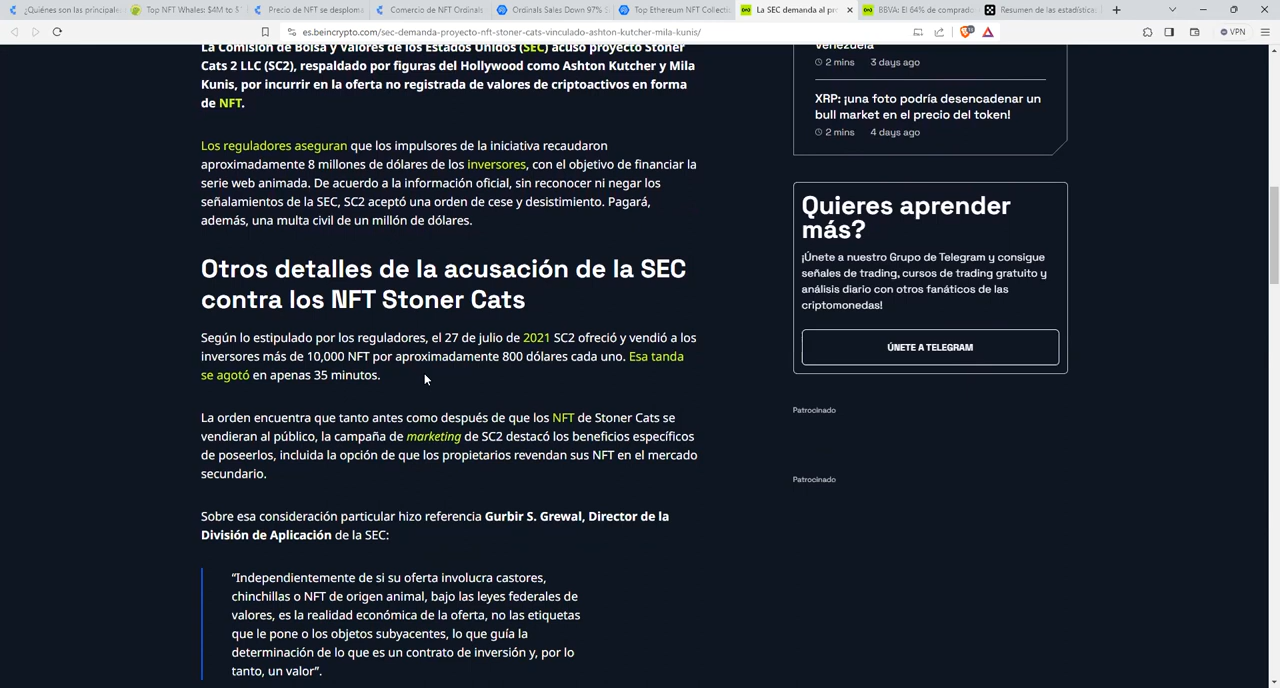 ¿Quiénes son las principales
Top NFT Whales: $4M to $1
Precio de NFT se desploma
Comercio de NFT Ordinals
Ordinals Sales Down 97% S
Top Ethereum NFT Collecti
La SEC demanda al pr
BBVA: El 64% de comprado
Resumen de las estadísticas
es.beincrypto.com/sec-demanda-proyecto-nft-stoner-cats-vinculado-ashton-kutcher-mila-kunis/
VPN
La Comisión de Bolsa y Valores de los Estados Unidos (SEC) acusó proyecto Stoner
Cats 2 LLC (SC2), respaldado por figuras del Hollywood como Ashton Kutcher y Mila
Kunis, por incurrir en la oferta no registrada de valores de criptoactivos en forma
de NFT.
Los reguladores aseguran que los impulsores de la iniciativa recaudaron
aproximadamente 8 millones de dólares de los inversores, con el objetivo de financiar la
serie web animada. De acuerdo a la información oficial, sin reconocer ni negar los
señalamientos de la SEC, SC2 aceptó una orden de cese y desistimiento. Pagará,
además, una multa civil de un millón de dólares.
Otros detalles de la acusación de la SEC
contra los NFT Stoner Cats
Según lo estipulado por los reguladores, el 27 de julio de 2021 SC2 ofreció y vendió a los
inversores más de 10,000 NFT por aproximadamente 800 dólares cada uno. Esa tanda
se agotó en apenas 35 minutos.
La orden encuentra que tanto antes como después de que los NFT de Stoner Cats se
vendieran al público, la campaña de marketing de SC2 destacó los beneficios específicos
de poseerlos, incluida la opción de que los propietarios revendan sus NFT en el mercado
secundario.
Sobre esa consideración particular hizo referencia Gurbir S. Grewal, Director de la
División de Aplicación de la SEC:
“Independientemente de si su oferta involucra castores,
chinchillas o NFT de origen animal, bajo las leyes federales de
valores, es la realidad económica de la oferta, no las etiquetas
que le pone o los objetos subyacentes, lo que guía la
determinación de lo que es un contrato de inversión y, por lo
tanto, un valor”.
Venezuela
2 mins 3 days ago
XRP: ¡una foto podría desencadenar un
bull market en el precio del token!
2 mins 4 days ago
Quieres aprender
más?
¡Únete a nuestro Grupo de Telegram y consigue
señales de trading, cursos de trading gratuito y
análisis diario con otros fanáticos de las
criptomonedas!
ÚNETE A TELEGRAM
Patrocinado
Patrocinado